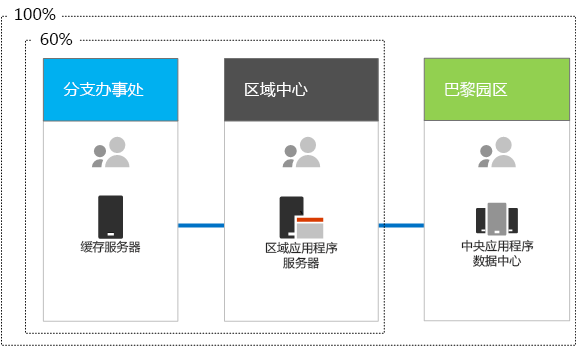 100%
60%
分支办事处
区域中心
巴黎园区
缓存服务器
区域应用程序
服务器
中央应用程序
数据中心